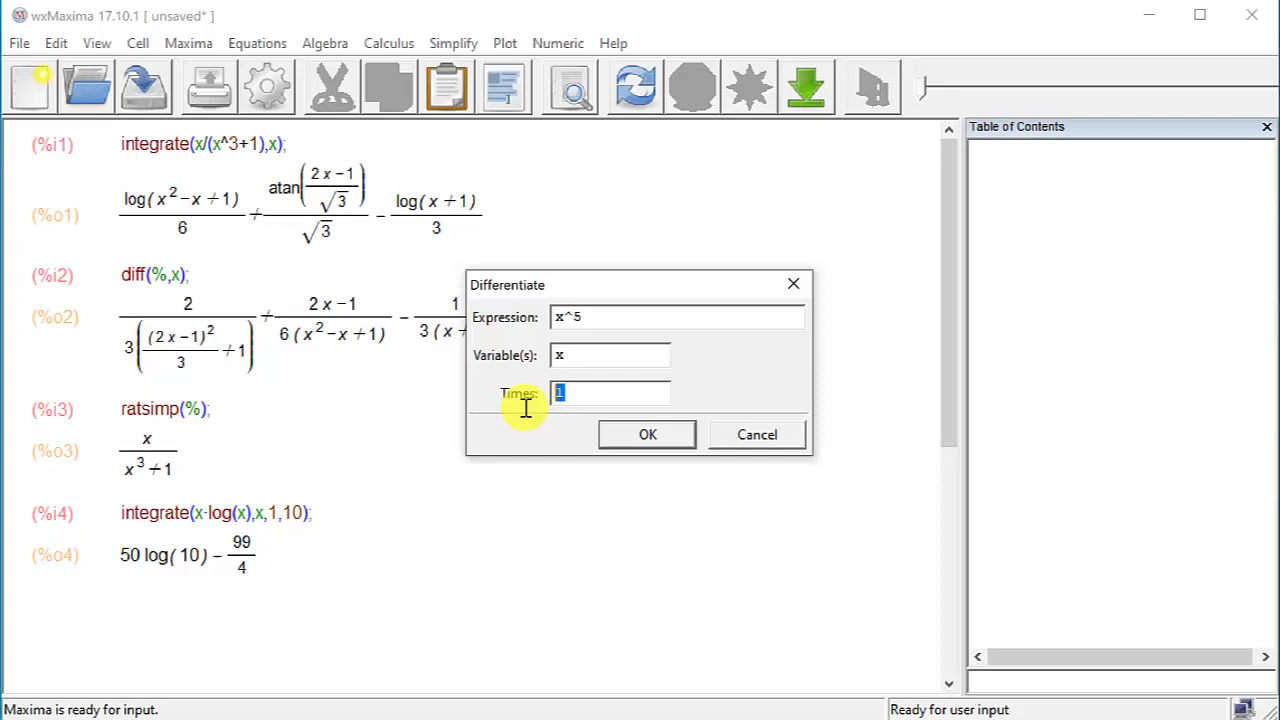 wxMaxima 17.10.1 [ unsaved* ]
File Edit View Cell Maxima Equations Algebra Calculus Simplify Plot Numeric Help
Table of Contents
(%i1) integrate(x/(x^3+1),x);
(%o1) log(x²−x+1)/6 + atan((2x−1)/√3)/√3 − log(x+1)/3
(%i2) diff(%,x);
(%o2) 2/(3((2x−1)²/3+1)) + (2x−1)/(6(x²−x+1)) − 1/3(x+
(%i3) ratsimp(%);
(%o3) x/(x³+1)
(%i4) integrate(x·log(x),x,1,10);
(%o4) 50 log(10) − 99/4
Differentiate
Expression: x^5
Variable(s): x
Times: 1
OK Cancel
Maxima is ready for input.
Ready for user input